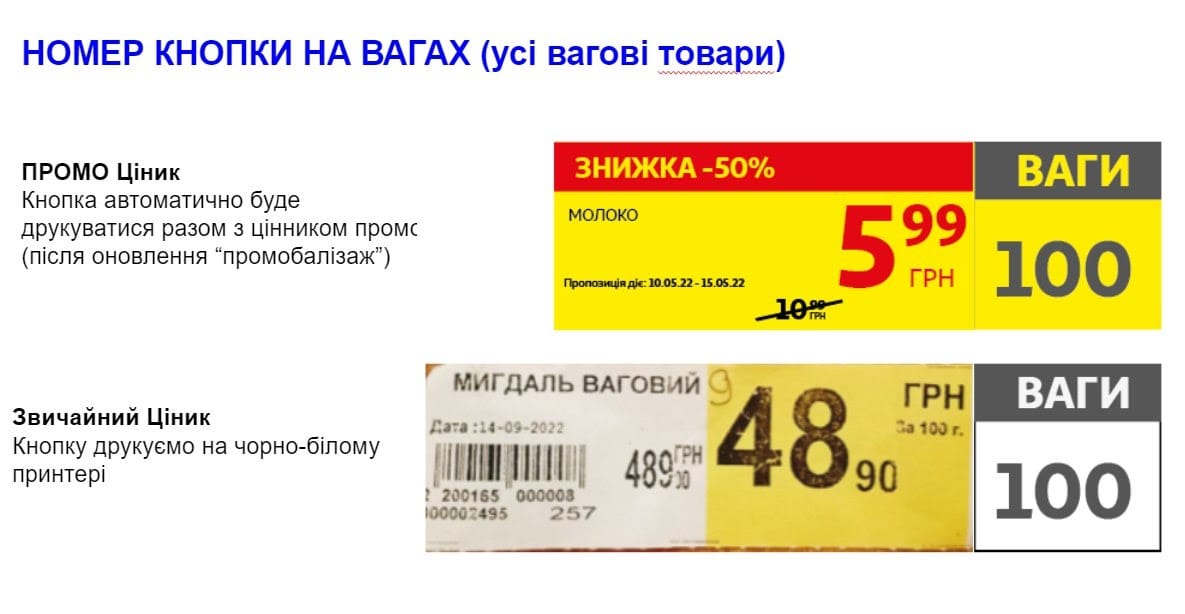 НОМЕР КНОПКИ НА ВАГАХ (усі вагові товари)
ПРОМО Ціник
Кнопка автоматично буде
друкуватися разом з цінником промо
(після оновлення “промобалізаж”)
ЗНИЖКА -50%
МОЛОКО
5 99
ГРН
Пропозиція діє: 10.05.22 - 15.05.22
10 99
ГРН
ВАГИ
100
Звичайний Ціник
Кнопку друкуємо на чорно-білому
принтері
МИГДАЛЬ ВАГОВИЙ
9
Дата :14-09-2022
489 ГРН
00
2 200165 000008
000002495 257
48 90
ГРН
За 100 г.
ВАГИ
100